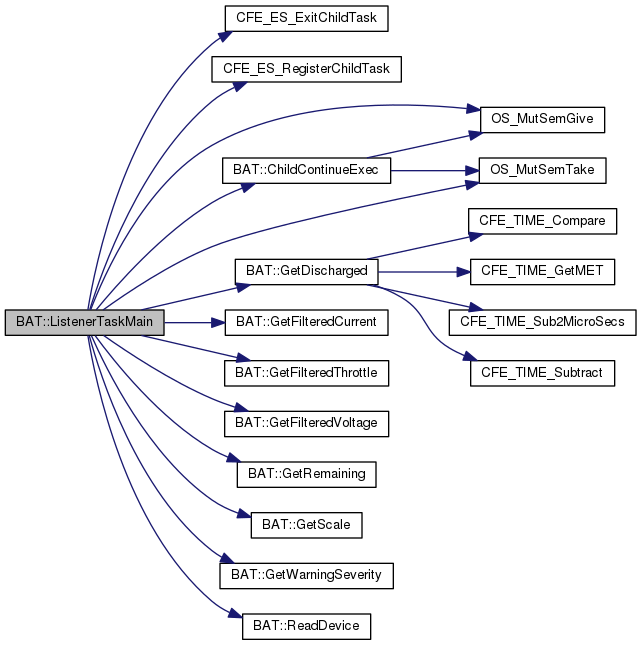 CFE_ES_ExitChildTask
CFE_ES_RegisterChildTask
OS_MutSemGive
BAT::ChildContinueExec
OS_MutSemTake
CFE_TIME_Compare
BAT::GetDischarged
CFE_TIME_GetMET
BAT::ListenerTaskMain
BAT::GetFilteredCurrent
CFE_TIME_Sub2MicroSecs
BAT::GetFilteredThrottle
CFE_TIME_Subtract
BAT::GetFilteredVoltage
BAT::GetRemaining
BAT::GetScale
BAT::GetWarningSeverity
BAT::ReadDevice